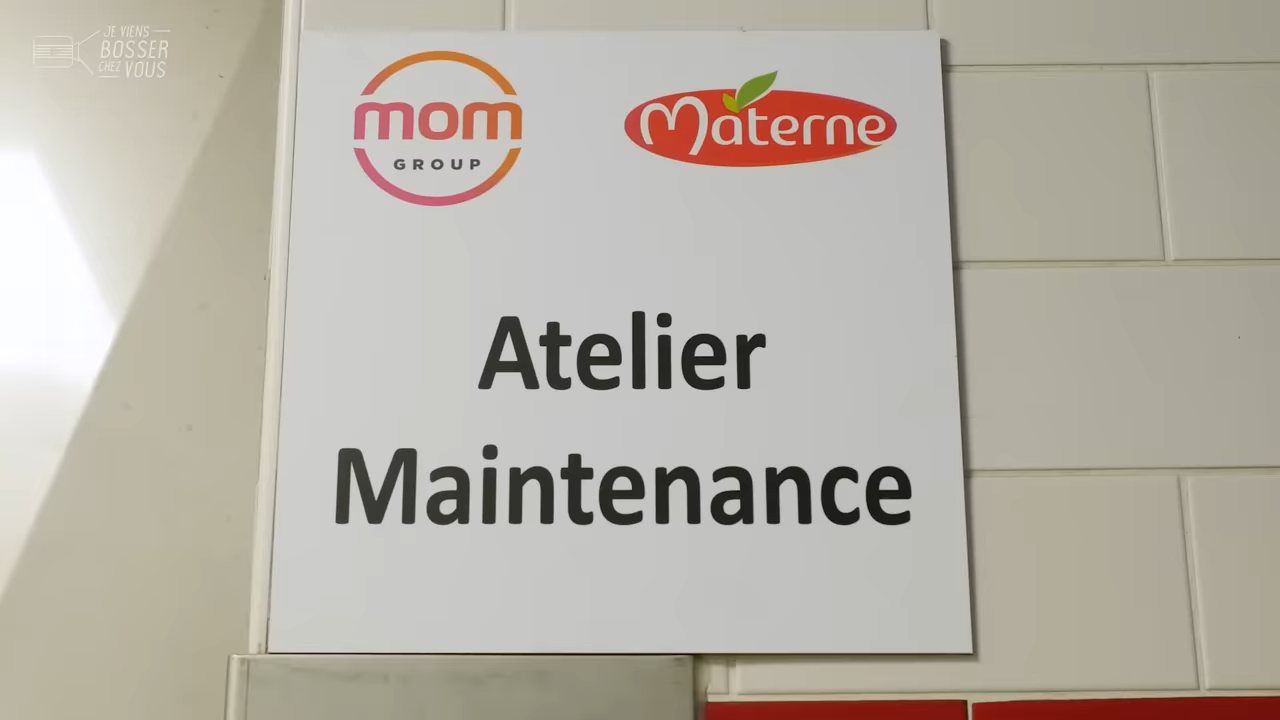 JE VIENS
BOSSER
CHEZ VOUS
mom
GROUP
Materne
Atelier
Maintenance